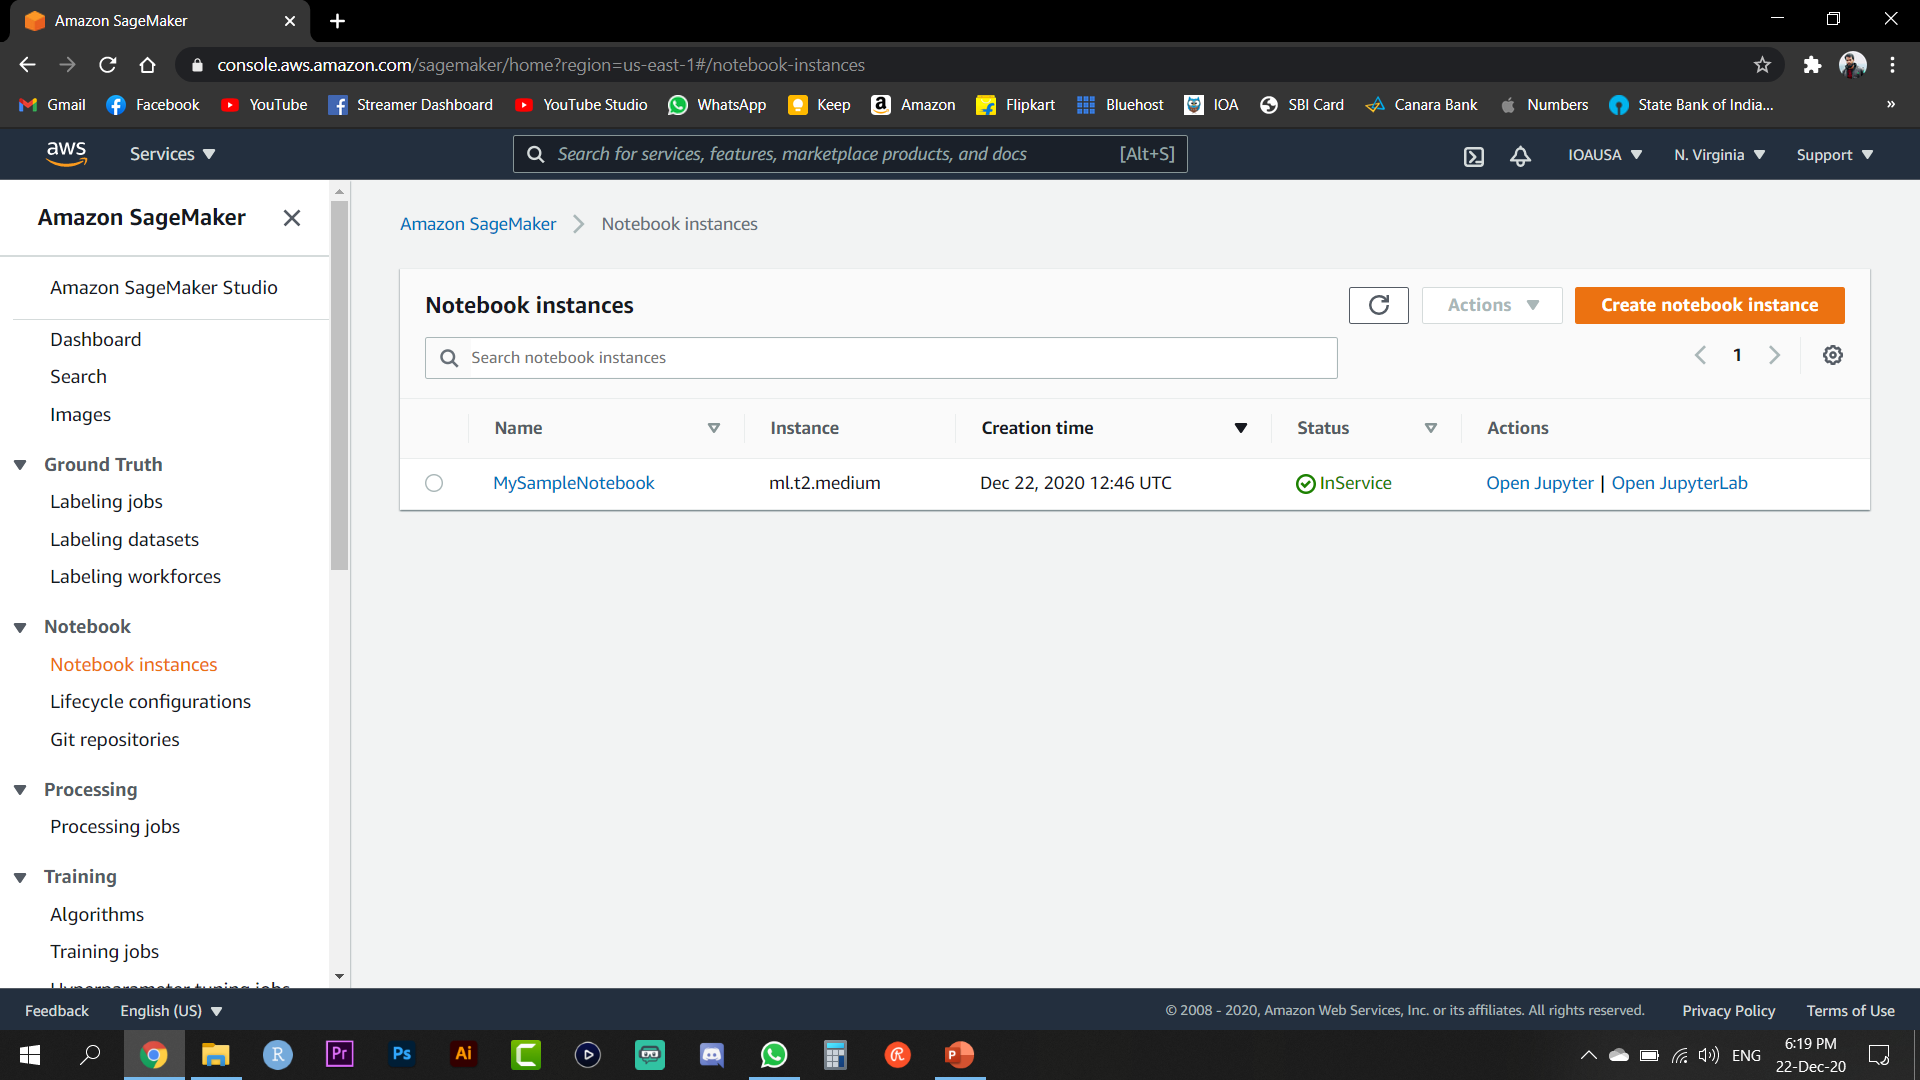 Amazon SageMaker
console.aws.amazon.com/sagemaker/home?region=us-east-1#/notebook-instances
Gmail Facebook YouTube Streamer Dashboard YouTube Studio WhatsApp Keep Amazon Flipkart Bluehost IOA SBI Card Canara Bank Numbers State Bank of India... »
aws Services Search for services, features, marketplace products, and docs [Alt+S] IOAUSA N. Virginia Support
Amazon SageMaker
Amazon SageMaker Studio
Dashboard
Search
Images
Ground Truth
Labeling jobs
Labeling datasets
Labeling workforces
Notebook
Notebook instances
Lifecycle configurations
Git repositories
Processing
Processing jobs
Training
Algorithms
Training jobs
Hyperparameter tuning jobs
Amazon SageMaker > Notebook instances
Notebook instances Actions Create notebook instance
Search notebook instances 1
Name Instance Creation time Status Actions
MySampleNotebook ml.t2.medium Dec 22, 2020 12:46 UTC InService Open Jupyter | Open JupyterLab
Feedback English (US) © 2008 - 2020, Amazon Web Services, Inc. or its affiliates. All rights reserved. Privacy Policy Terms of Use
R Pr Ps Ai C P ENG 6:19 PM
22-Dec-20